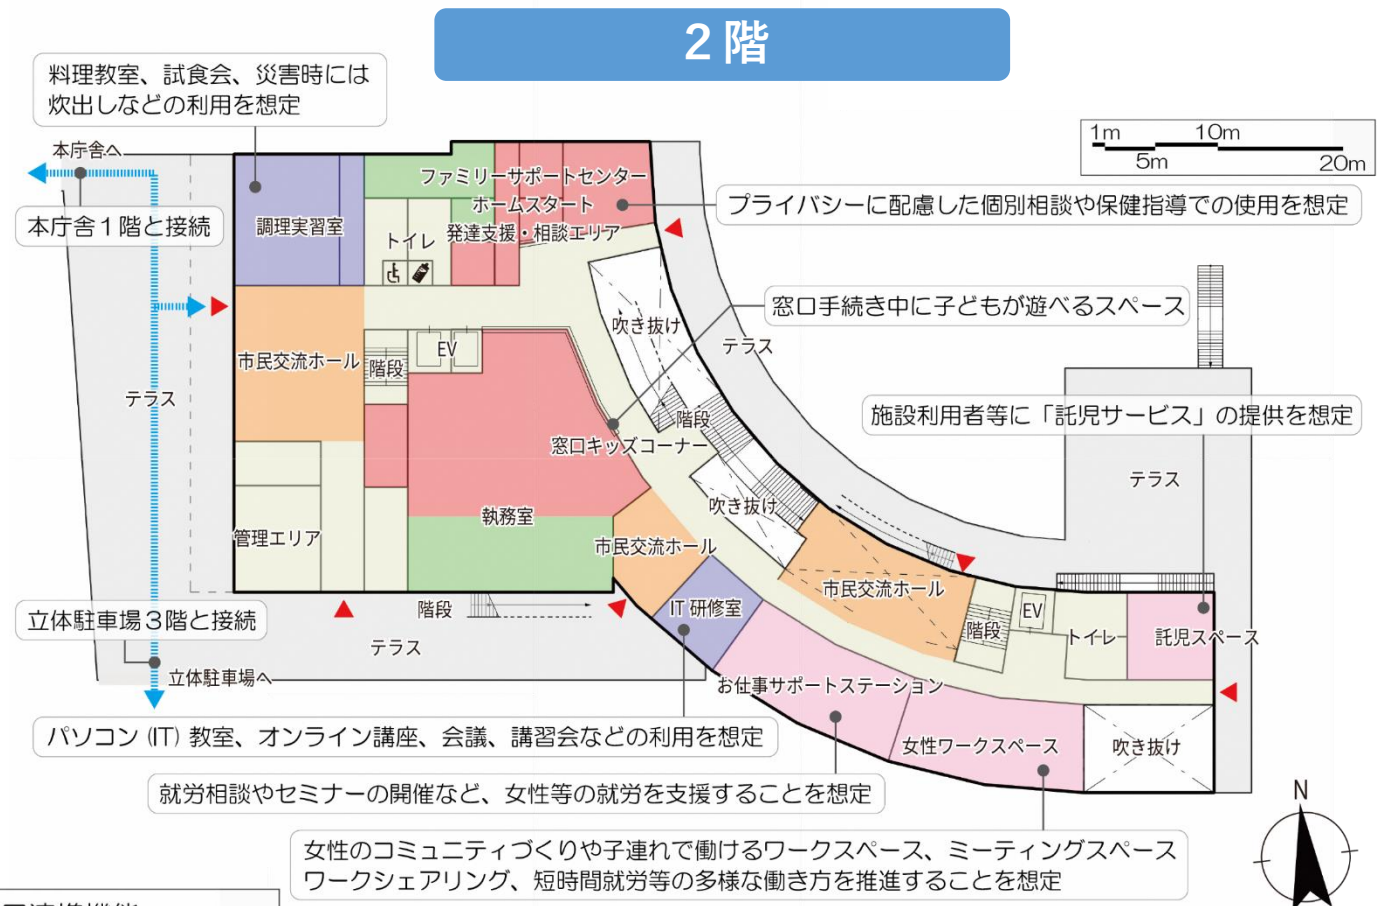 ２階
料理教室、試食会、災害時には
炊出しなどの利用を想定
1m
10m
5m
20m
本庁舎へ
本庁舎１階と接続
調理実習室
トイレ
ファミリーサポートセンター
ホームスタート
発達支援・相談エリア
プライバシーに配慮した個別相談や保健指導での使用を想定
窓口手続き中に子どもが遊べるスペース
吹き抜け
テラス
市民交流ホール
階段
EV
テラス
階段
窓口キッズコーナー
施設利用者等に「託児サービス」の提供を想定
テラス
吹き抜け
執務室
管理エリア
市民交流ホール
市民交流ホール
IT 研修室
階段
EV
トイレ
託児スペース
立体駐車場３階と接続
階段
テラス
立体駐車場へ
お仕事サポートステーション
女性ワークスペース
吹き抜け
パソコン (IT) 教室、オンライン講座、会議、講習会などの利用を想定
就労相談やセミナーの開催など、女性等の就労を支援することを想定
女性のコミュニティづくりや子連れで働けるワークスペース、ミーティングスペース
ワークシェアリング、短時間就労等の多様な働き方を推進することを想定
N